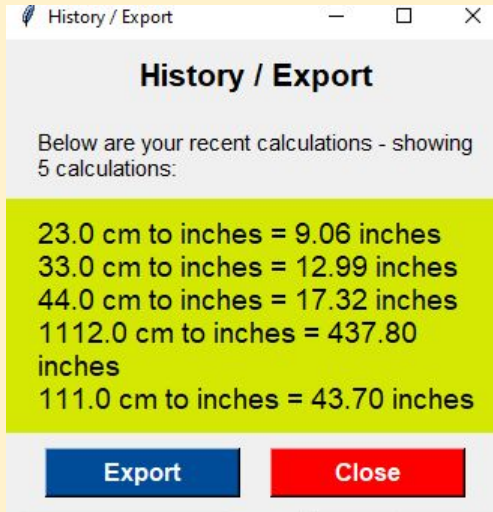 History / Export
History / Export
Below are your recent calculations - showing
5 calculations:
23.0 cm to inches = 9.06 inches
33.0 cm to inches = 12.99 inches
44.0 cm to inches = 17.32 inches
1112.0 cm to inches = 437.80
inches
111.0 cm to inches = 43.70 inches
Export
Close